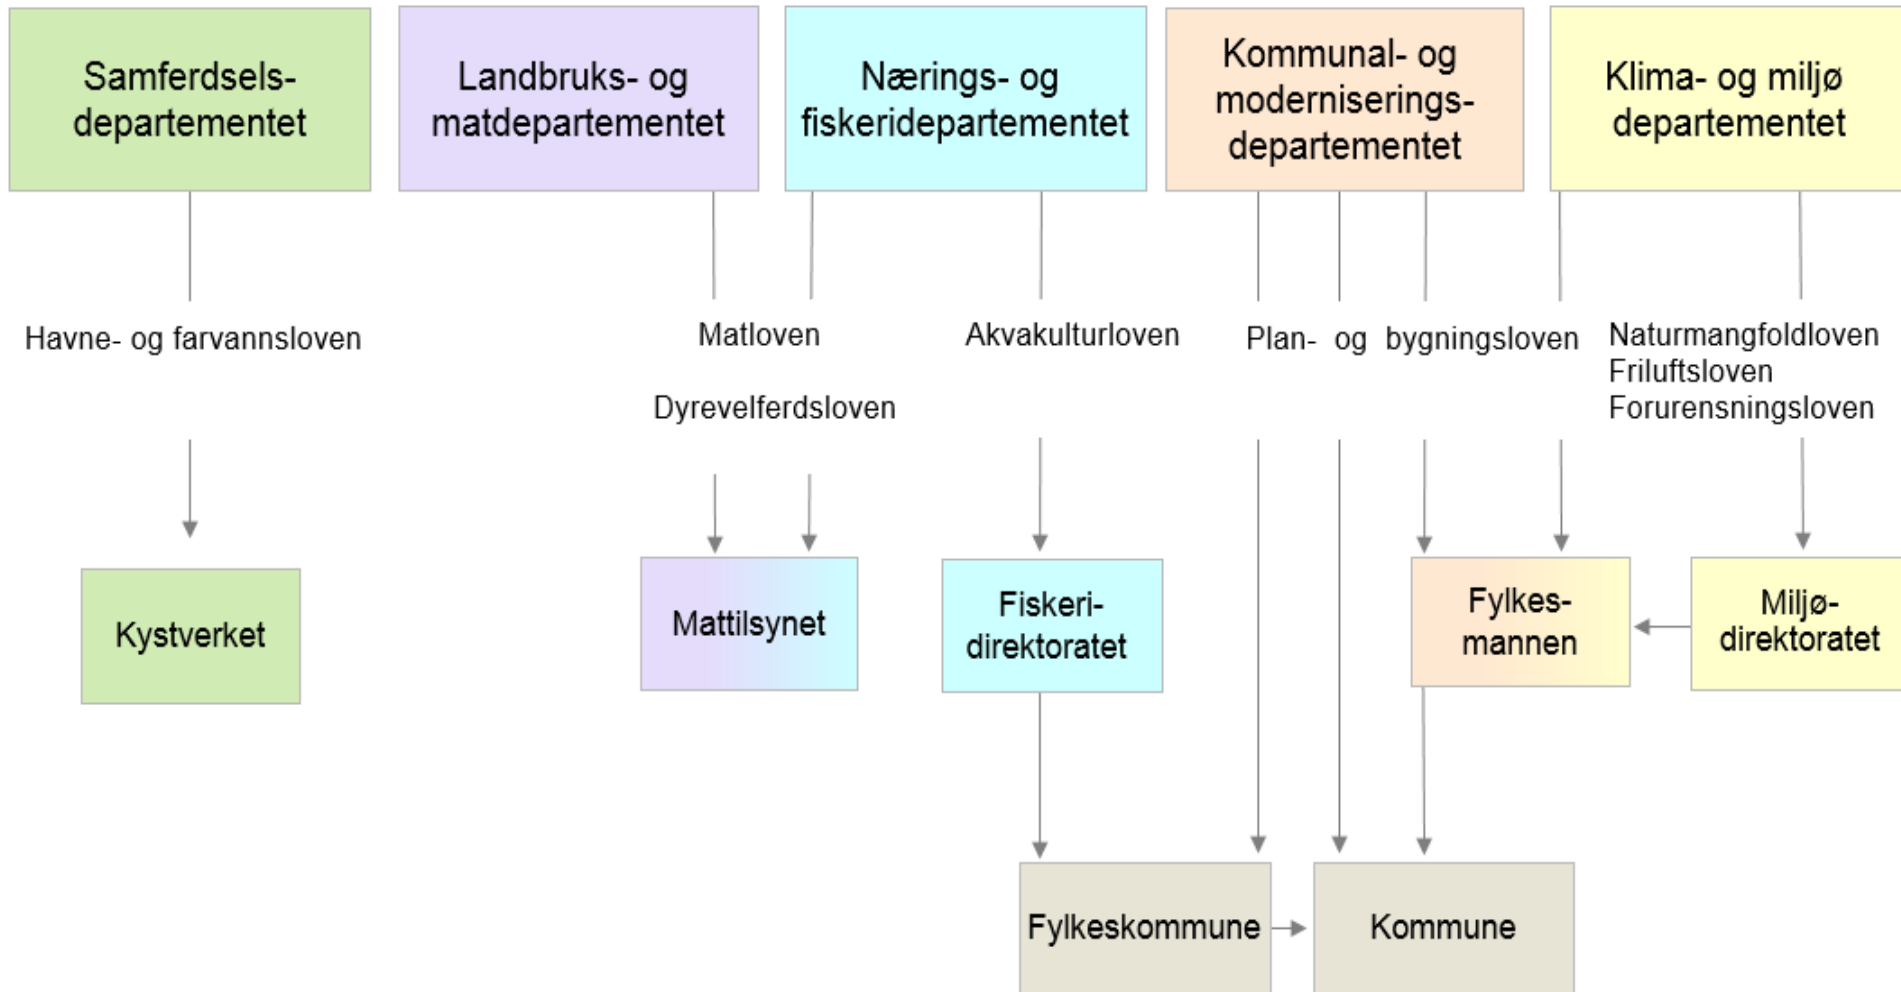 Samferdsels-
departementet
Landbruks- og
matdepartementet
Nærings- og
fiskeridepartementet
Kommunal- og
moderniserings-
departementet
Klima- og miljø
departementet
Havne- og farvannsloven
Matloven
Dyrevelferdsloven
Akvakulturloven
Plan- og bygningsloven
Naturmangfoldloven
Friluftsloven
Forurensningsloven
Kystverket
Mattilsynet
Fiskeri-
direktoratet
Fylkes-
mannen
Miljø-
direktoratet
Fylkeskommune
Kommune